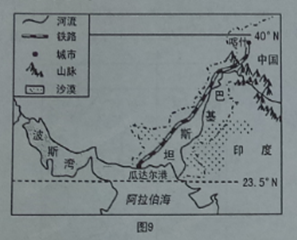 河流
铁路
城市
山脉
沙漠
喀什
40°N
中国
巴
基
斯
坦
印 度
波
斯
湾
瓜达尔港
23.5°N
阿拉伯海
图9